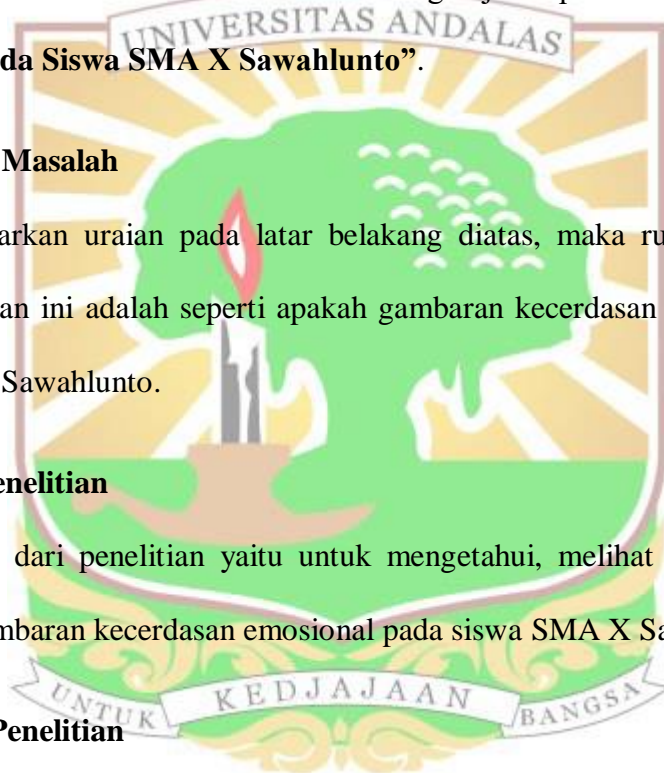 UNIVERSITAS ANDALAS
da Siswa SMA X Sawahlunto”.
Masalah
arkan uraian pada latar belakang diatas, maka ru
an ini adalah seperti apakah gambaran kecerdasan
Sawahlunto.
enelitian
dari penelitian yaitu untuk mengetahui, melihat
mbaran kecerdasan emosional pada siswa SMA X Sa
UNTUK KEDJAJAAN BANGSA
Penelitian